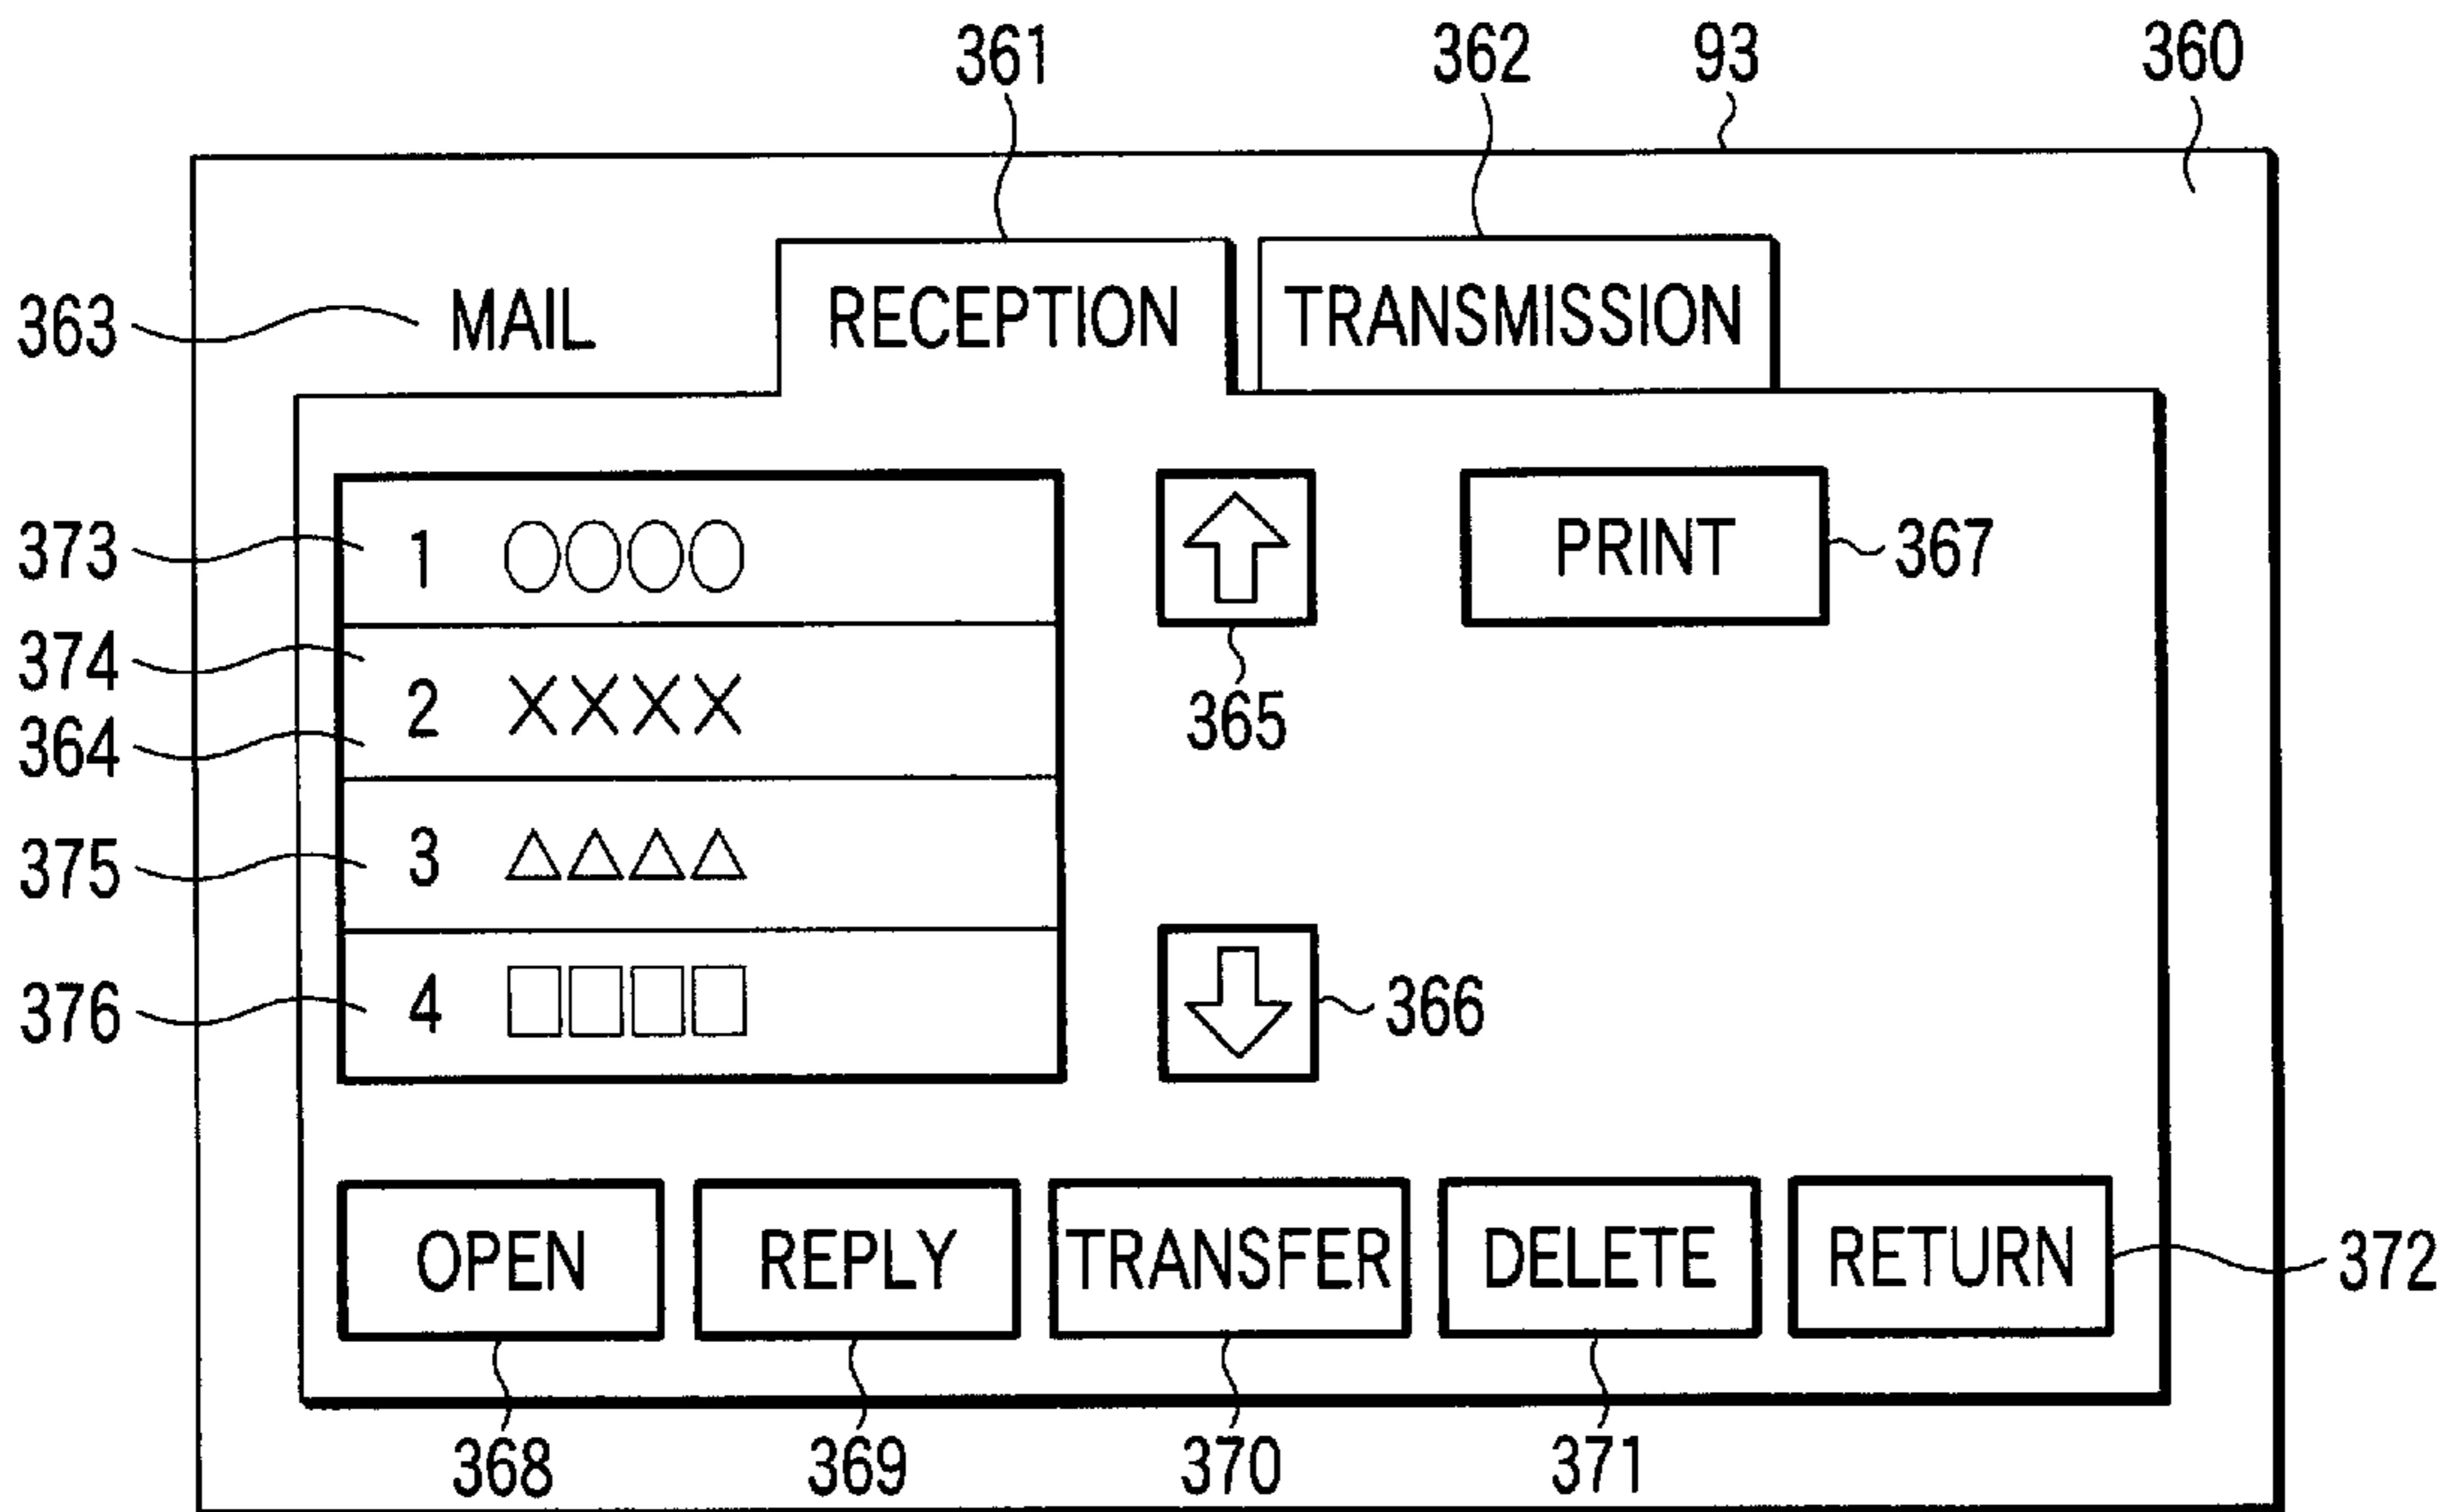 361 362 93 360
363 MAIL RECEPTION TRANSMISSION
373 1 ○○○○ PRINT 367
374 2 ×××× 365
364
375 3 △△△△
376 4 □□□□ 366
OPEN REPLY TRANSFER DELETE RETURN 372
368 369 370 371